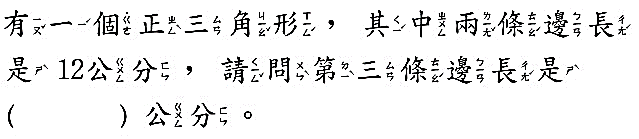 有一個正三角形，其中兩條邊長
是12公分，請問第三條邊長是
(　　　)公分。